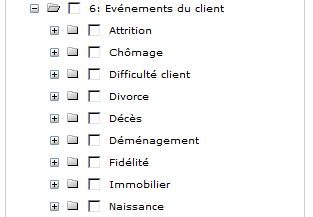 6: Evénements du client
Attrition
Chômage
Difficulté client
Divorce
Décès
Déménagement
Fidélité
Immobilier
Naissance